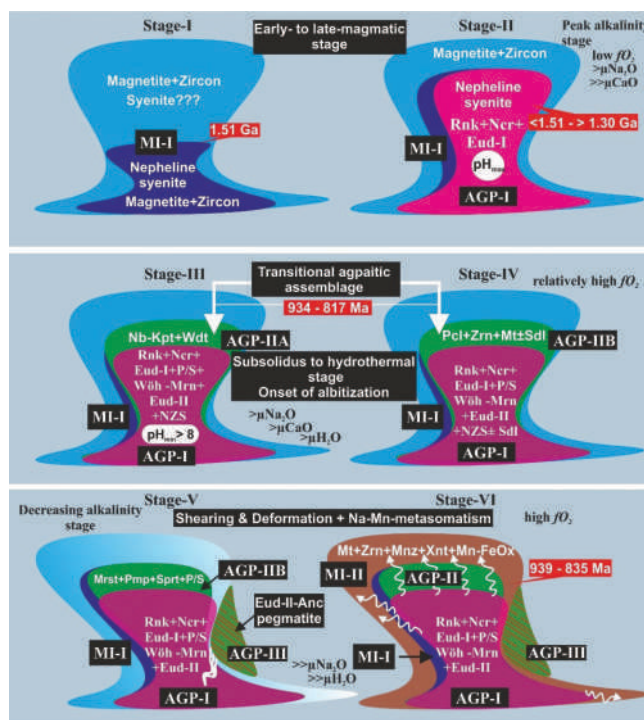 Stage-I
Early- to late-magmatic
stage
Stage-II
Peak alkalinity
stage
low fO₂
>μNa₂O
>>μCaO
Magnetite+Zircon
Syenite???
MI-I
1.51 Ga
Nepheline
syenite
Magnetite+Zircon
Magnetite+Zircon
Nepheline
syenite
Rnk+Ncr+
Eud-I
<1.51 - > 1.30 Ga
MI-I
AGP-I
Stage-III
Transitional agpaitic
assemblage
Stage-IV
relatively high fO₂
934 - 817 Ma
Nb-Kpt+Wdt
AGP-IIA
Rnk+Ncr+
Eud-I+P/S+
Wöh -Mrn+
Eud-II
+NZS
MI-I
AGP-I
Subsolidus to hydrothermal
stage
Onset of albitization
>μNa₂O
>μCaO
>μH₂O
Pcl+Zrn+Mt±Sdl
AGP-IIB
Rnk+Ncr+
Eud-I+P/S
Wöh -Mrn
+Eud-II
+NZS± Sdl
MI-I
AGP-I
Decreasing alkalinity
stage
Stage-V
Shearing & Deformation + Na-Mn-metasomatism
Stage-VI
high fO₂
Mrst+Pmp+Sprt+P/S
AGP-IIB
Rnk+Ncr+
Eud-I+P/S
Wöh -Mrn
+Eud-II
MI-I
AGP-I
Eud-II-Anc
pegmatite
AGP-III
>>μNa₂O
>>μH₂O
Mt+Zrn+Mnz+Xnt+Mn-FeOx
939 - 835 Ma
MI-II
AGP-II
Rnk+Ncr+
Eud-I+P/S
Wöh -Mrn
+Eud-II
MI-I
AGP-III
AGP-I